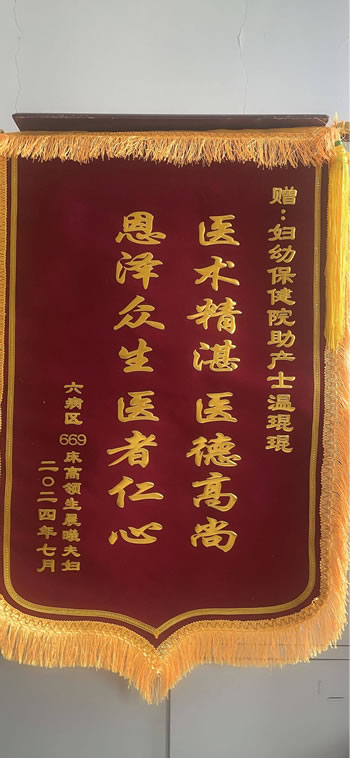 赠：妇幼保健院助产士温琨琨
医术精湛 医德高尚
恩泽众生 医者仁心
六病区 669床高领生晨曦夫妇
二〇二四年七月